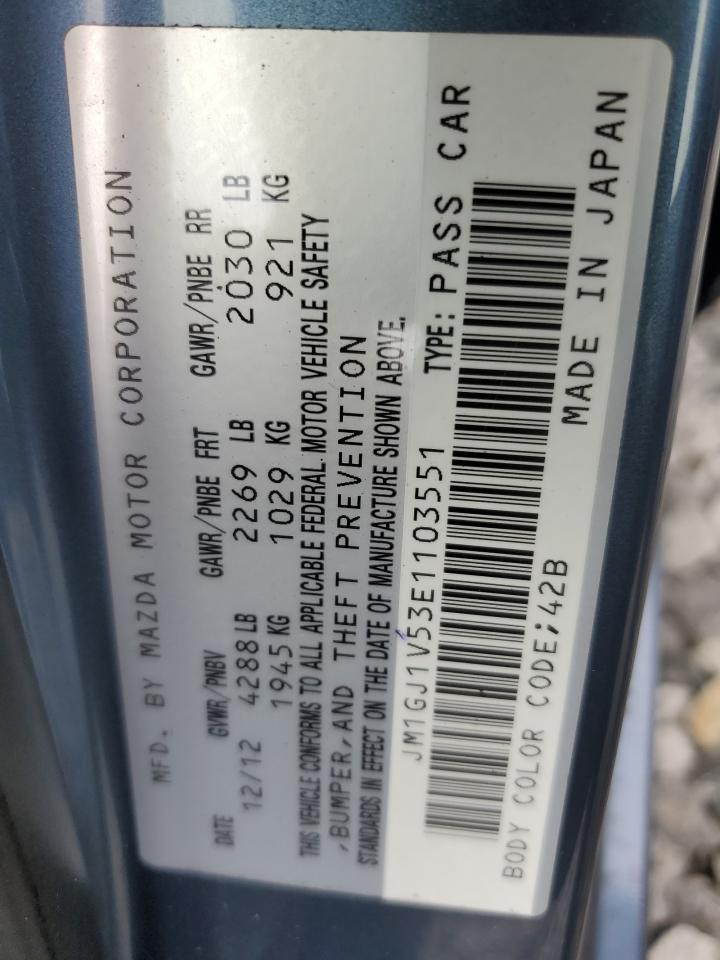 MFD. BY MAZDA MOTOR CORPORATION
DATE GVWR/PNBV GAWR/PNBE FRT GAWR/PNBE RR
12/12 4288 LB 2269 LB 2030 LB
1945 KG 1029 KG 921 KG
THIS VEHICLE CONFORMS TO ALL APPLICABLE FEDERAL MOTOR VEHICLE SAFETY
,BUMPER,AND THEFT PREVENTION
STANDARDS IN EFFECT ON THE DATE OF MANUFACTURE SHOWN ABOVE.
JM1GJ1V53E1103551 TYPE: PASS CAR
BODY COLOR CODE;42B MADE IN JAPAN